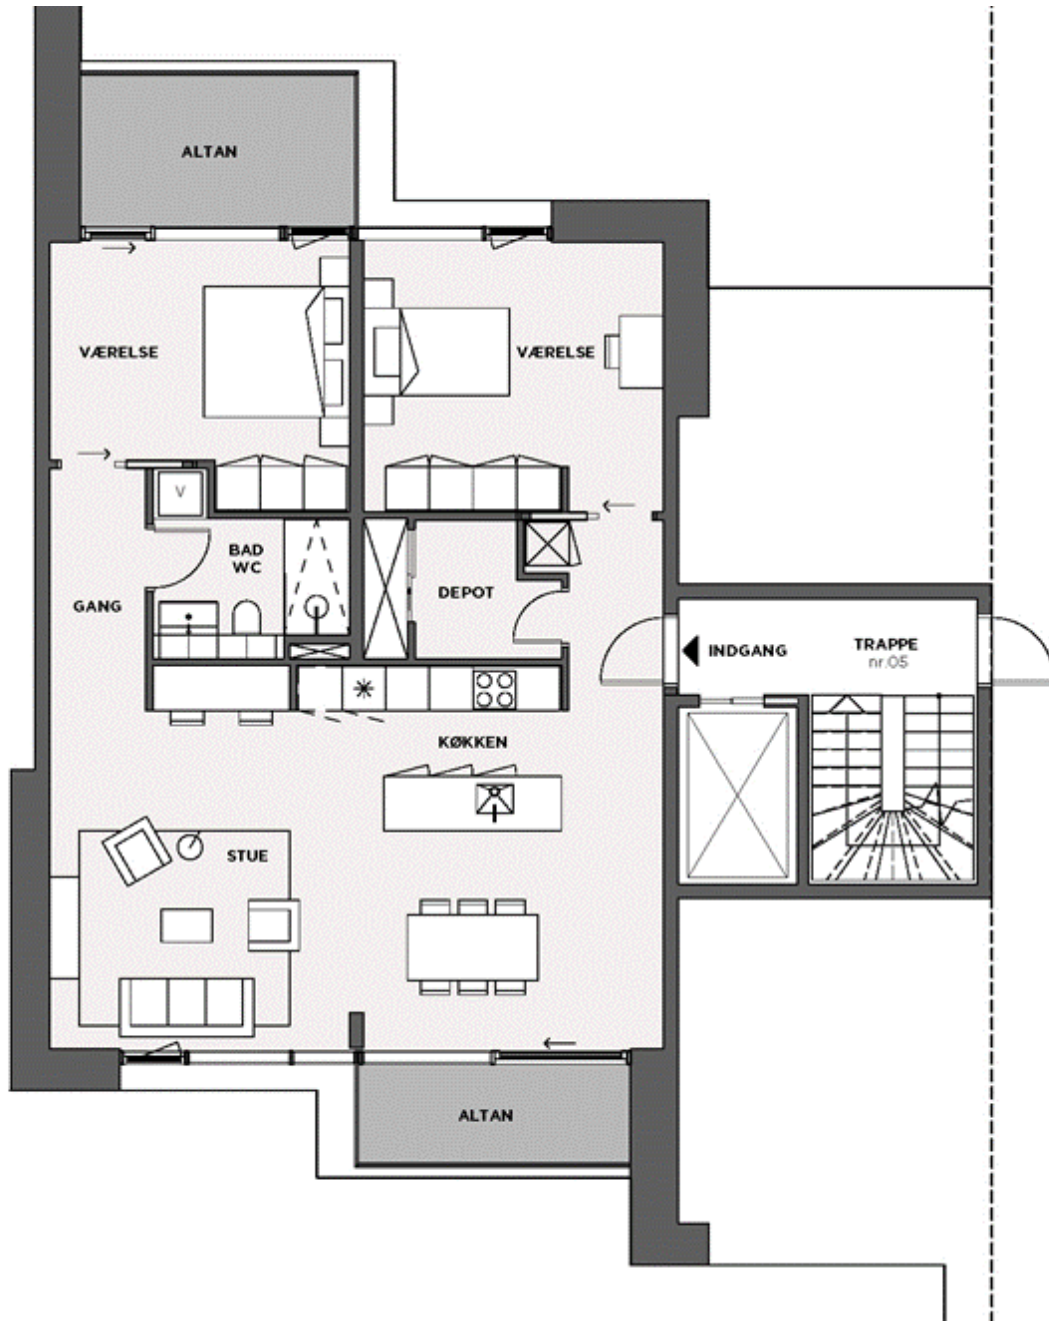 ALTAN
VÆRELSE
VÆRELSE
V
BAD
WC
DEPOT
GANG
INDGANG
TRAPPE
nr.05
KØKKEN
STUE
ALTAN